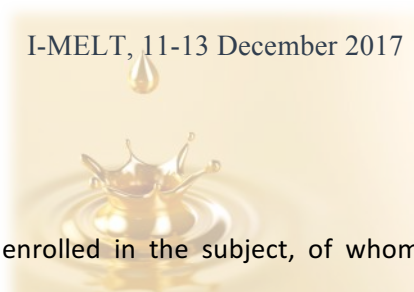 I-MELT, 11-13 December 2017
enrolled in the subject, of whom